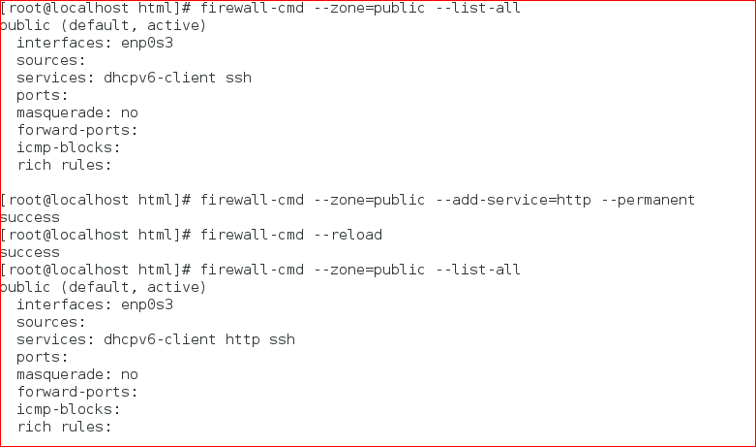 [root@localhost html]# firewall-cmd --zone=public --list-all
public (default, active)
  interfaces: enp0s3
  sources:
  services: dhcpv6-client ssh
  ports:
  masquerade: no
  forward-ports:
  icmp-blocks:
  rich rules:

[root@localhost html]# firewall-cmd --zone=public --add-service=http --permanent
success
[root@localhost html]# firewall-cmd --reload
success
[root@localhost html]# firewall-cmd --zone=public --list-all
public (default, active)
  interfaces: enp0s3
  sources:
  services: dhcpv6-client http ssh
  ports:
  masquerade: no
  forward-ports:
  icmp-blocks:
  rich rules: